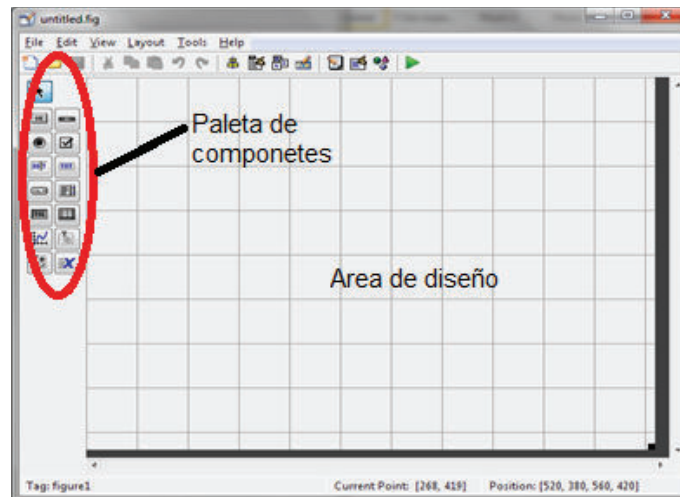 untitled.fig
File Edit View Layout Tools Help
Paleta de
componetes
Area de diseño
Tag: figure1 Current Point: [268, 419] Position: [520, 380, 560, 420]